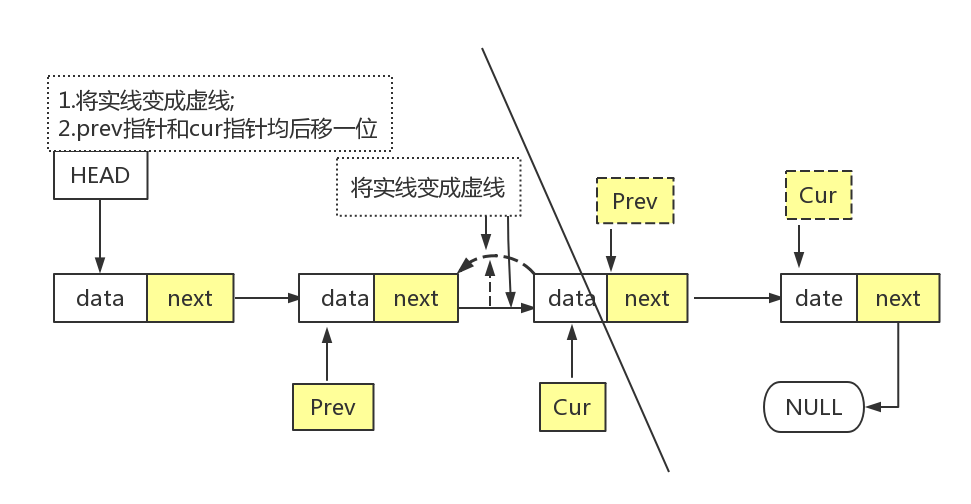 1.将实线变成虚线;
2.prev指针和cur指针均后移一位
HEAD
将实线变成虚线
Prev
Cur
data next
data next
data next
date next
Prev
Cur
NULL